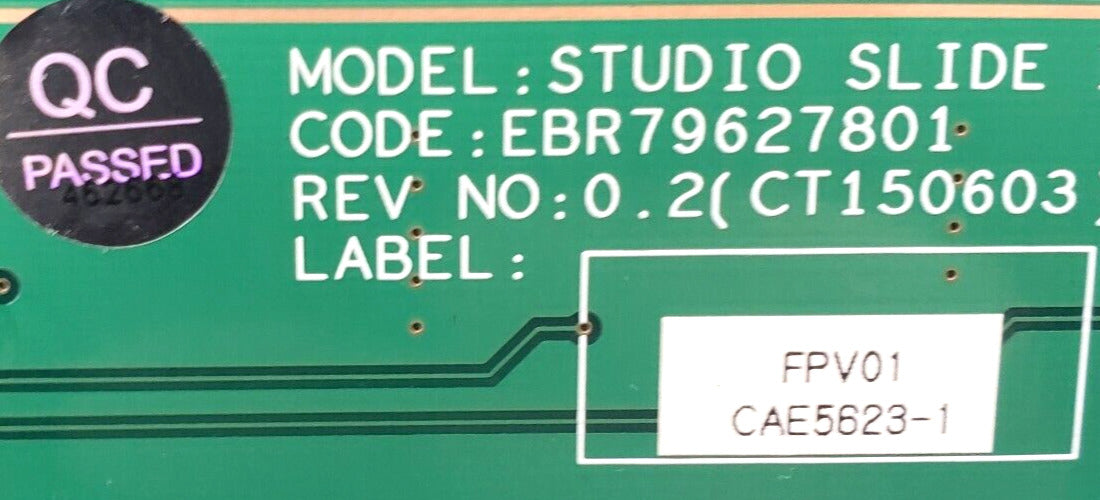 QC
PASSED
MODEL:STUDIO SLIDE
CODE:EBR79627801
REV NO:0.2(CT150603)
LABEL:
FPV01
CAE5623-1